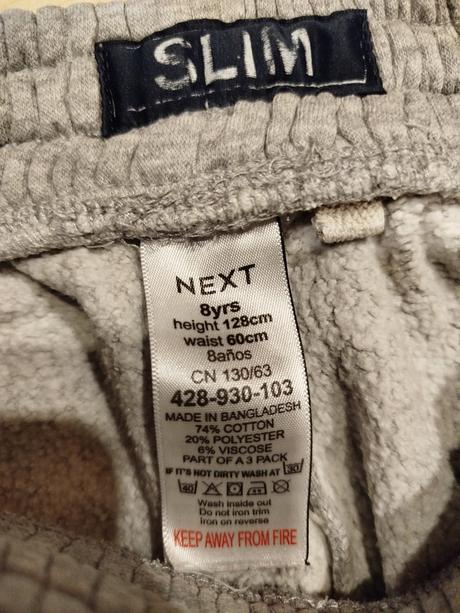 SLIM
NEXT
8yrs
height 128cm
waist 60cm
8años
CN 130/63
428-930-103
MADE IN BANGLADESH
74% COTTON
20% POLYESTER
6% VISCOSE
PART OF A 3 PACK
IF IT'S NOT DIRTY WASH AT 30
40
Wash inside out
Do not iron trim
Iron on reverse
KEEP AWAY FROM FIRE